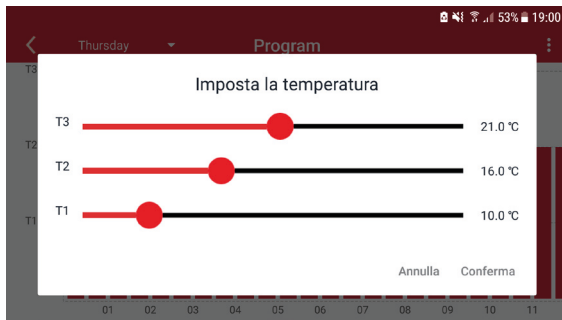 53% 19:00
Thursday Program
T3
Imposta la temperatura
T3 21.0 °C
T2
T2 16.0 °C
T1 10.0 °C
T1
Annulla Conferma
01 02 03 04 05 06 07 08 09 10 11